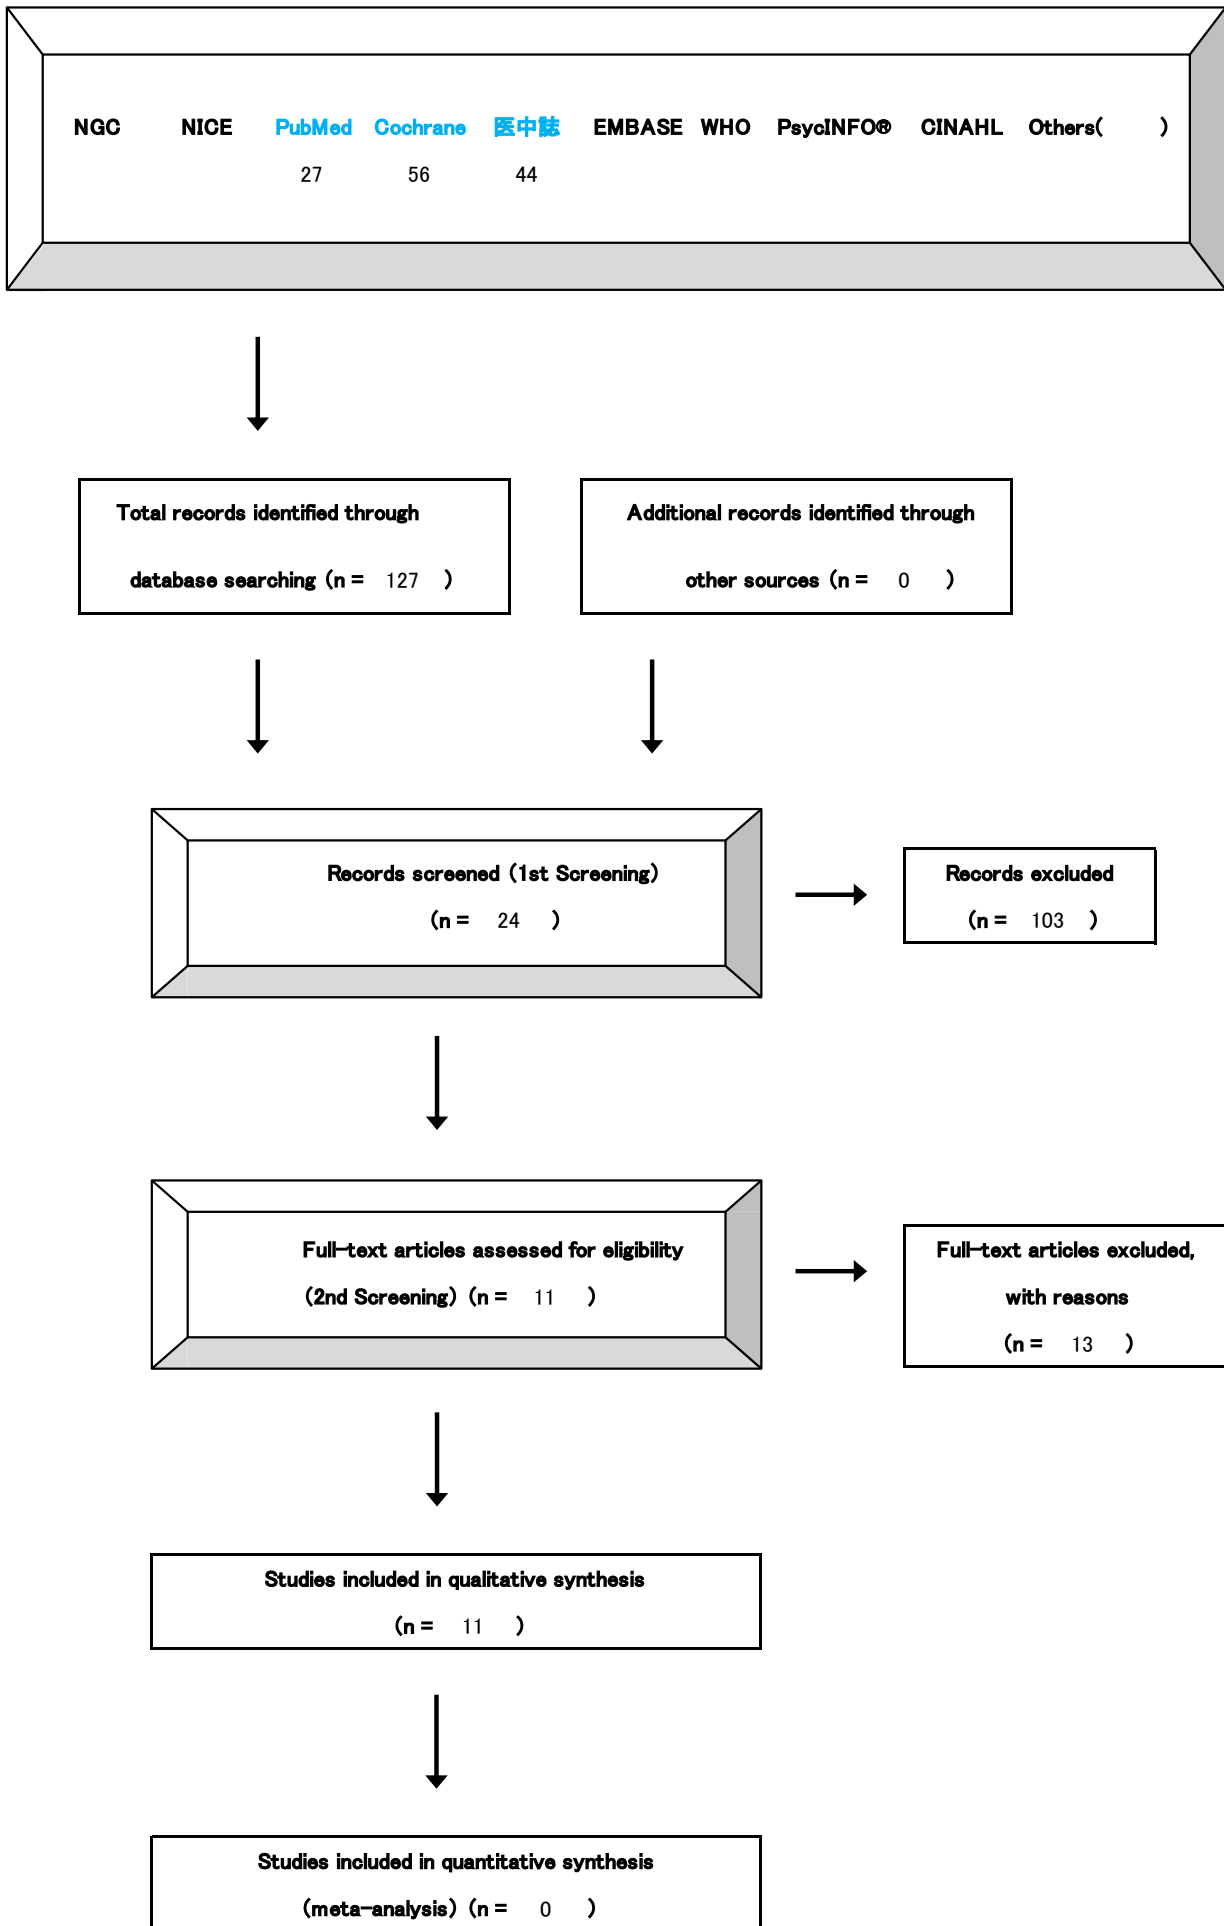 NGC NICE PubMed Cochrane 医中誌 EMBASE WHO PsycINFO® CINAHL Others( )
27 56 44
Total records identified through
database searching (n = 127 )
Additional records identified through
other sources (n = 0 )
Records screened (1st Screening)
(n = 24 )
Records excluded
(n = 103 )
Full-text articles assessed for eligibility
(2nd Screening) (n = 11 )
Full-text articles excluded,
with reasons
(n = 13 )
Studies included in qualitative synthesis
(n = 11 )
Studies included in quantitative synthesis
(meta-analysis) (n = 0 )